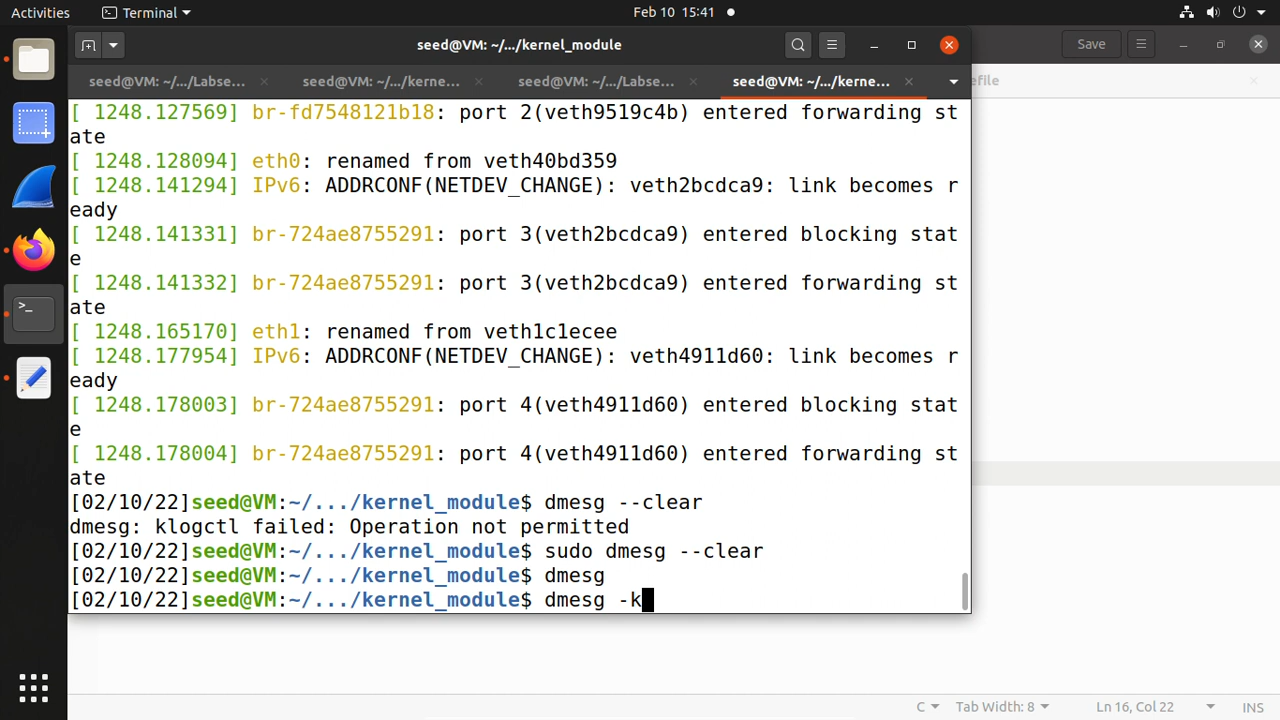 Activities Terminal Feb 10 15:41
seed@VM: ~/.../kernel_module Save
seed@VM: ~/.../Labse... seed@VM: ~/.../kerne... seed@VM: ~/.../Labse... seed@VM: ~/.../kerne... efile
[ 1248.127569] br-fd7548121b18: port 2(veth9519c4b) entered forwarding st
ate
[ 1248.128094] eth0: renamed from veth40bd359
[ 1248.141294] IPv6: ADDRCONF(NETDEV_CHANGE): veth2bcdca9: link becomes r
eady
[ 1248.141331] br-724ae8755291: port 3(veth2bcdca9) entered blocking stat
e
[ 1248.141332] br-724ae8755291: port 3(veth2bcdca9) entered forwarding st
ate
[ 1248.165170] eth1: renamed from veth1c1ecee
[ 1248.177954] IPv6: ADDRCONF(NETDEV_CHANGE): veth4911d60: link becomes r
eady
[ 1248.178003] br-724ae8755291: port 4(veth4911d60) entered blocking stat
e
[ 1248.178004] br-724ae8755291: port 4(veth4911d60) entered forwarding st
ate
[02/10/22]seed@VM:~/.../kernel_module$ dmesg --clear
dmesg: klogctl failed: Operation not permitted
[02/10/22]seed@VM:~/.../kernel_module$ sudo dmesg --clear
[02/10/22]seed@VM:~/.../kernel_module$ dmesg
[02/10/22]seed@VM:~/.../kernel_module$ dmesg -k
C Tab Width: 8 Ln 16, Col 22 INS